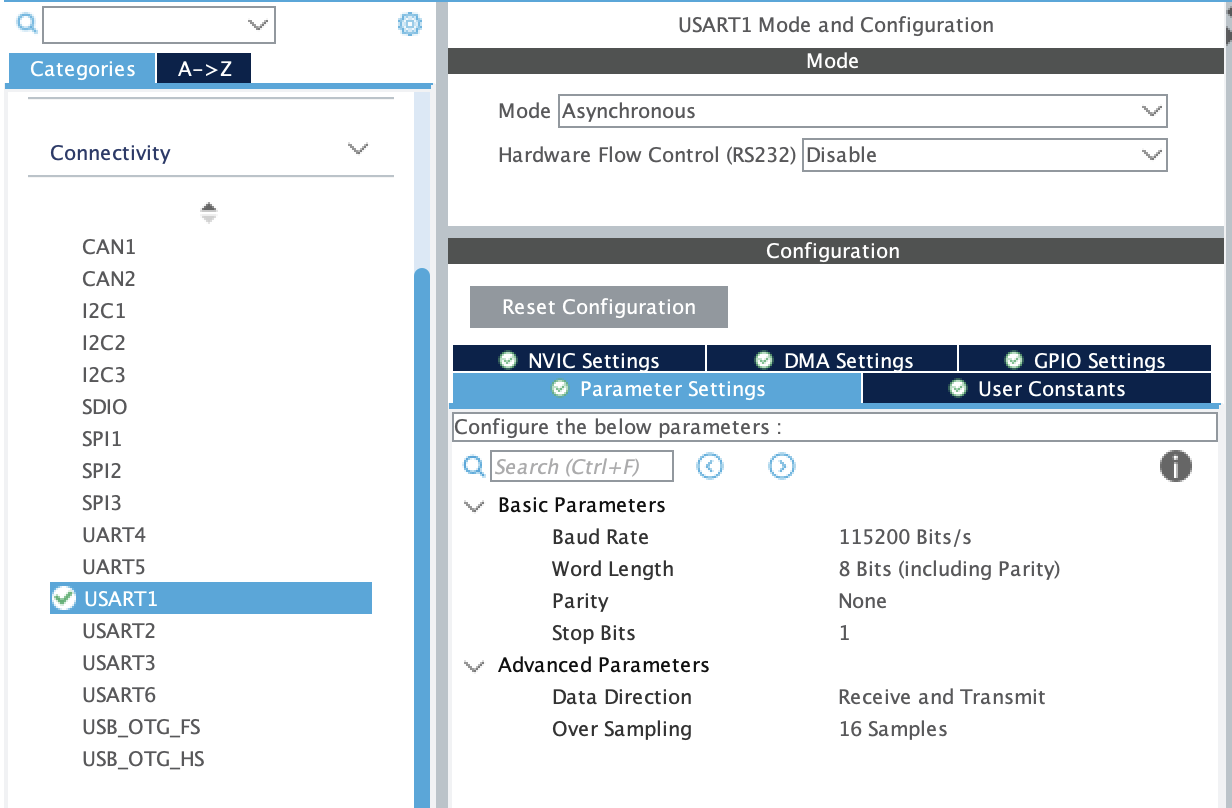 Categories
A->Z
Connectivity
CAN1
CAN2
I2C1
I2C2
I2C3
SDIO
SPI1
SPI2
SPI3
UART4
UART5
USART1
USART2
USART3
USART6
USB_OTG_FS
USB_OTG_HS
USART1 Mode and Configuration
Mode
Mode Asynchronous
Hardware Flow Control (RS232) Disable
Configuration
Reset Configuration
NVIC Settings DMA Settings GPIO Settings
Parameter Settings User Constants
Configure the below parameters :
Search (Ctrl+F)
Basic Parameters
Baud Rate 115200 Bits/s
Word Length 8 Bits (including Parity)
Parity None
Stop Bits 1
Advanced Parameters
Data Direction Receive and Transmit
Over Sampling 16 Samples